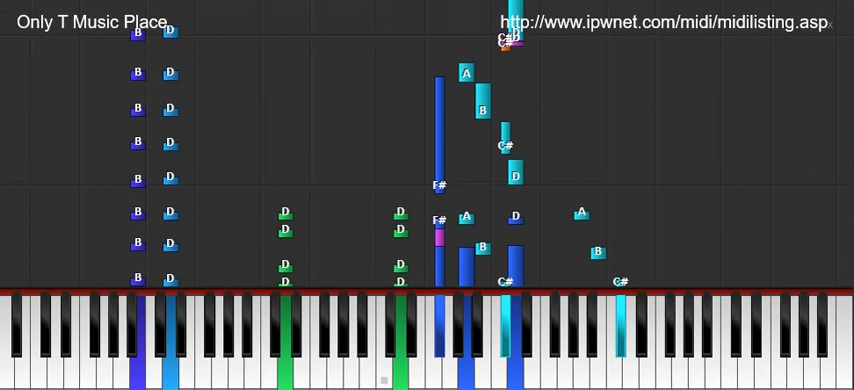 Only T Music Place
http://www.ipwnet.com/midi/midilisting.asp
B D C# D
C#
B D A
B D B
B D C#
B D F# D
B D D D F# A D A
D D
B D B B
D D
B D D D C# C#